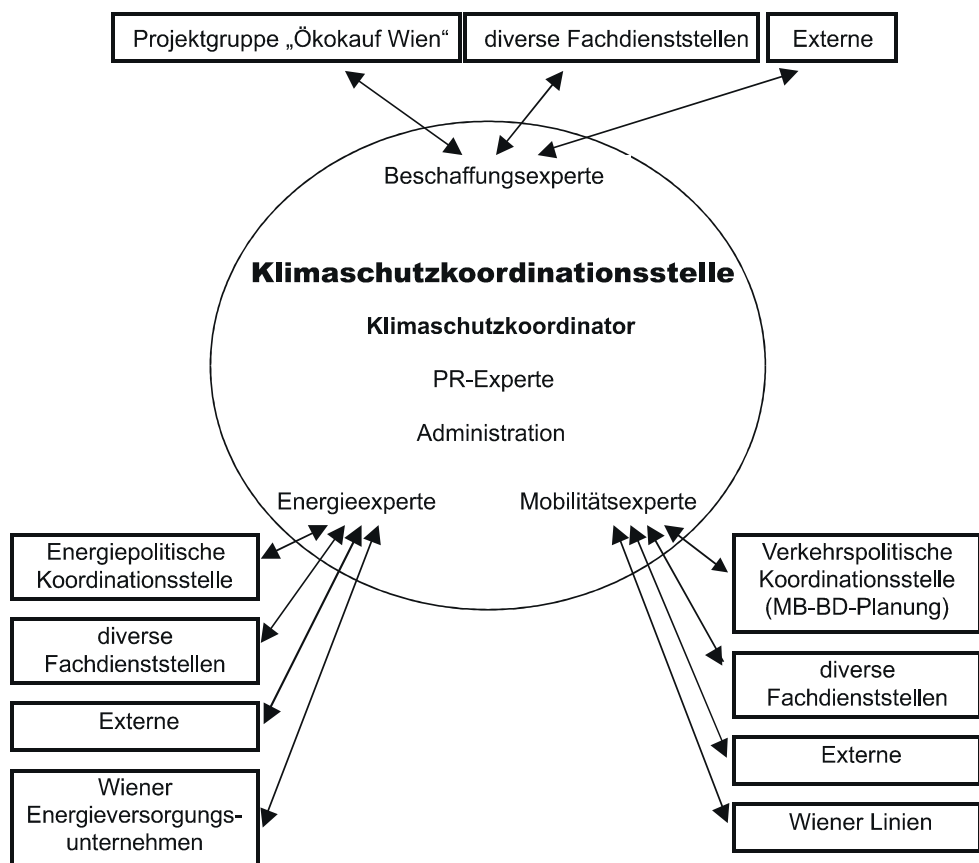 Projektgruppe „Ökokauf Wien“
diverse Fachdienststellen
Externe
Beschaffungsexperte
Klimaschutzkoordinationsstelle
Klimaschutzkoordinator
PR-Experte
Administration
Energieexperte
Mobilitätsexperte
Energiepolitische
Koordinationsstelle
diverse
Fachdienststellen
Externe
Wiener
Energieversorgungs-
unternehmen
Verkehrspolitische
Koordinationsstelle
(MB-BD-Planung)
diverse
Fachdienststellen
Externe
Wiener Linien